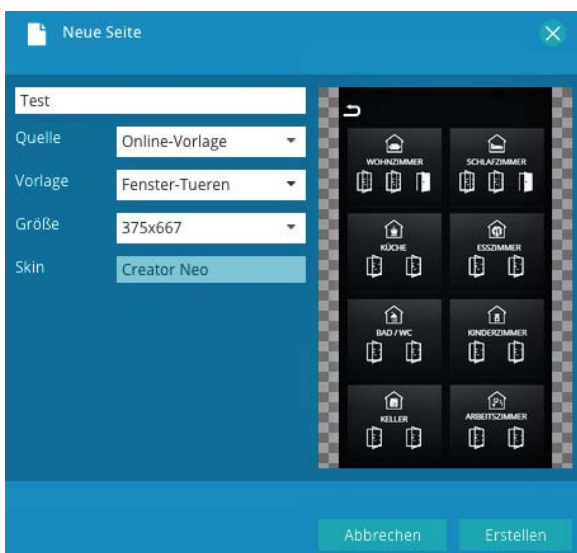 Neue Seite
Test
Quelle
Online-Vorlage
Vorlage
Fenster-Tueren
Größe
375x667
Skin
Creator Neo
WOHNZIMMER
SCHLAFZIMMER
KÜCHE
ESSZIMMER
BAD / WC
KINDERZIMMER
KELLER
ARBEITSZIMMER
Abbrechen
Erstellen